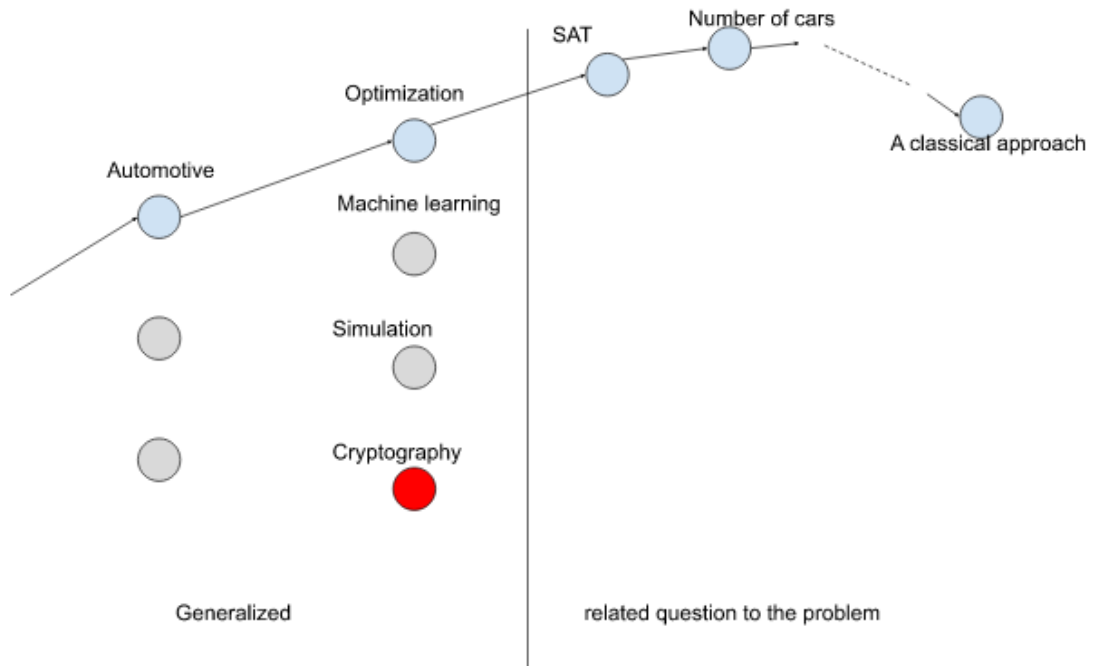 Number of cars
SAT
Optimization
A classical approach
Automotive
Machine learning
Simulation
Cryptography
Generalized
related question to the problem